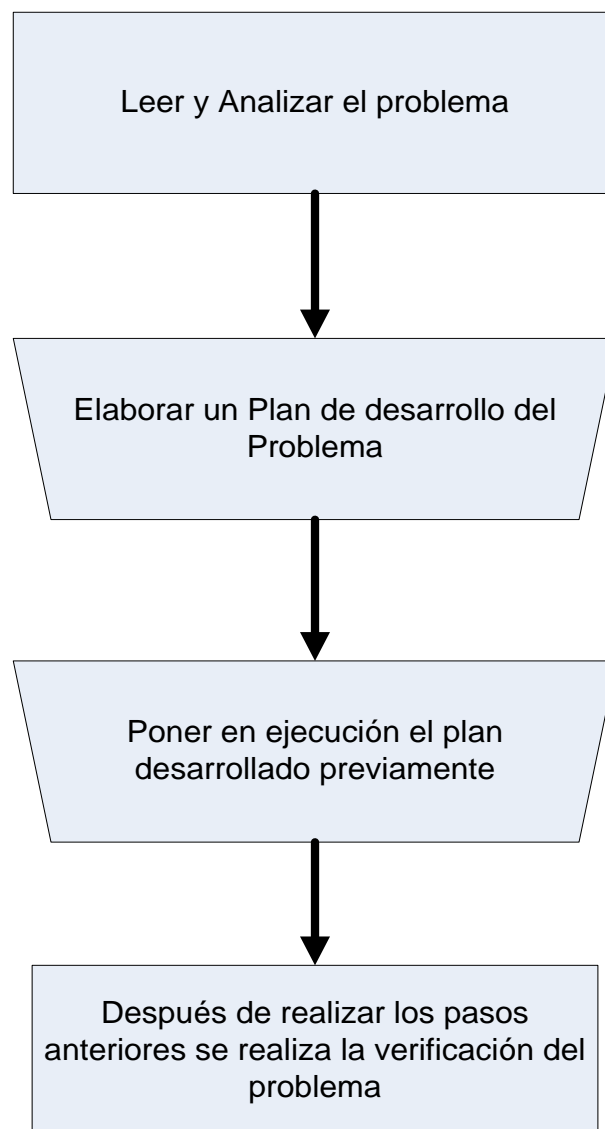 Leer y Analizar el problema
Elaborar un Plan de desarrollo del
Problema
Poner en ejecución el plan
desarrollado previamente
Después de realizar los pasos
anteriores se realiza la verificación del
problema